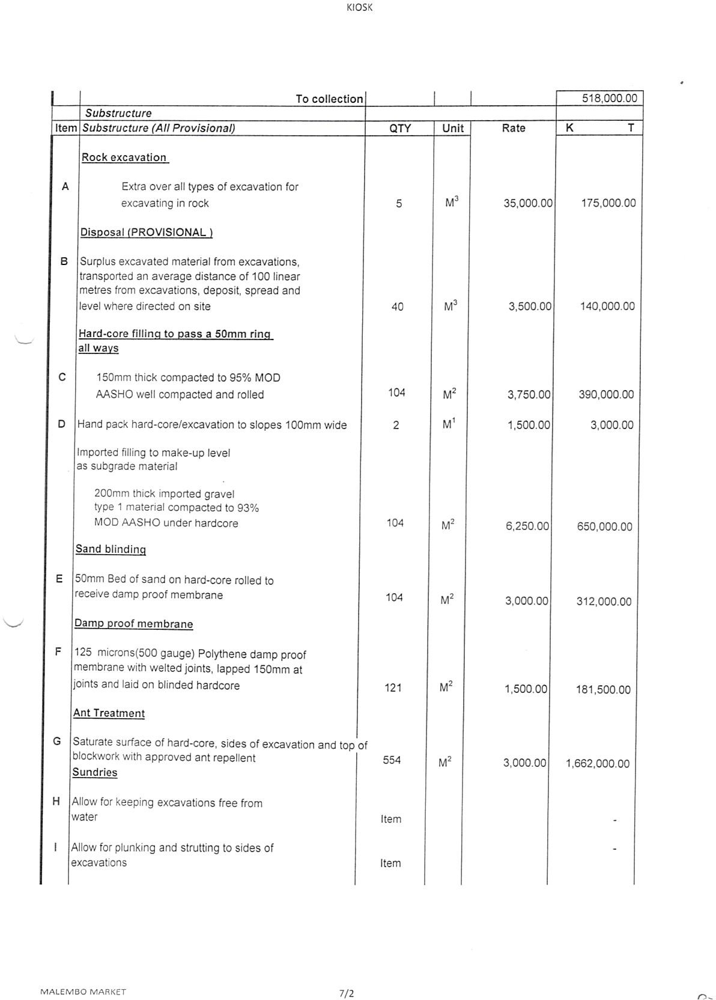 KIOSK
To collection 518,000.00
Substructure
Item Substructure (All Provisional) QTY Unit Rate K T
Rock excavation
A Extra over all types of excavation for
excavating in rock 5 M³ 35,000.00 175,000.00
Disposal (PROVISIONAL )
B Surplus excavated material from excavations,
transported an average distance of 100 linear
metres from excavations, deposit, spread and
level where directed on site 40 M³ 3,500.00 140,000.00
Hard-core filling to pass a 50mm ring
all ways
C 150mm thick compacted to 95% MOD
AASHO well compacted and rolled 104 M² 3,750.00 390,000.00
D Hand pack hard-core/excavation to slopes 100mm wide 2 M¹ 1,500.00 3,000.00
Imported filling to make-up level
as subgrade material
200mm thick imported gravel
type 1 material compacted to 93%
MOD AASHO under hardcore 104 M² 6,250.00 650,000.00
Sand blinding
E 50mm Bed of sand on hard-core rolled to
receive damp proof membrane 104 M² 3,000.00 312,000.00
Damp proof membrane
F 125 microns(500 gauge) Polythene damp proof
membrane with welted joints, lapped 150mm at
joints and laid on blinded hardcore 121 M² 1,500.00 181,500.00
Ant Treatment
G Saturate surface of hard-core, sides of excavation and top of
blockwork with approved ant repellent 554 M² 3,000.00 1,662,000.00
Sundries
H Allow for keeping excavations free from
water Item -
I Allow for plunking and strutting to sides of -
excavations Item
MALEMBO MARKET 7/2